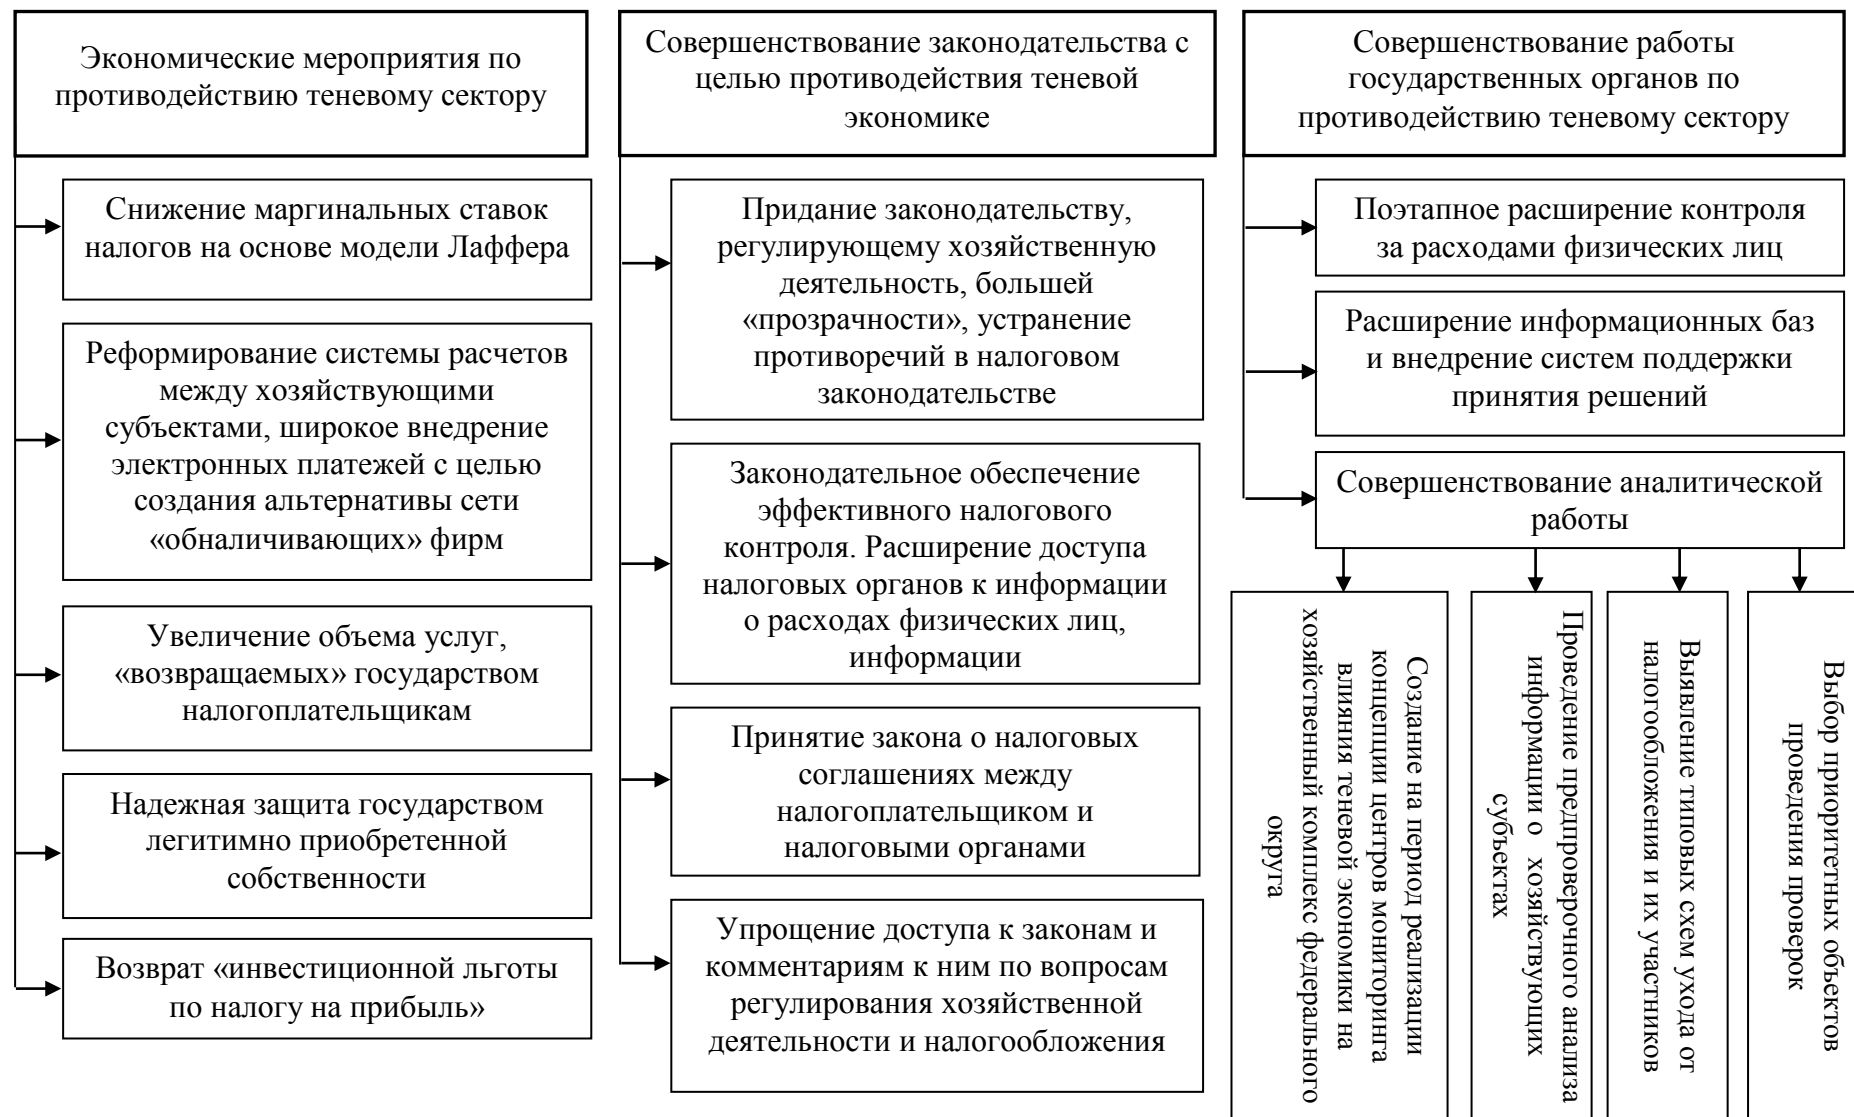 Экономические мероприятия по
противодействию теневому сектору
Снижение маргинальных ставок
налогов на основе модели Лаффера
Реформирование системы расчетов
между хозяйствующими
субъектами, широкое внедрение
электронных платежей с целью
создания альтернативы сети
«обналичивающих» фирм
Увеличение объема услуг,
«возвращаемых» государством
налогоплательщикам
Надежная защита государством
легитимно приобретенной
собственности
Возврат «инвестиционной льготы
по налогу на прибыль»
Совершенствование законодательства с
целью противодействия теневой
экономике
Придание законодательству,
регулирующему хозяйственную
деятельность, большей
«прозрачности», устранение
противоречий в налоговом
законодательстве
Законодательное обеспечение
эффективного налогового
контроля. Расширение доступа
налоговых органов к информации
о расходах физических лиц,
информации
Принятие закона о налоговых
соглашениях между
налогоплательщиком и
налоговыми органами
Упрощение доступа к законам и
комментариям к ним по вопросам
регулирования хозяйственной
деятельности и налогообложения
Совершенствование работы
государственных органов по
противодействию теневому сектору
Поэтапное расширение контроля
за расходами физических лиц
Расширение информационных баз
и внедрение систем поддержки
принятия решений
Совершенствование аналитической
работы
Создание на период реализации
концепции центров мониторинга
влияния теневой экономики на
хозяйственный комплекс федерального
округа
Проведение предпроверочного анализа
информации о хозяйствующих
субъектах
Выявление типовых схем ухода от
налогообложения и их участников
Выбор приоритетных объектов
проведения проверок